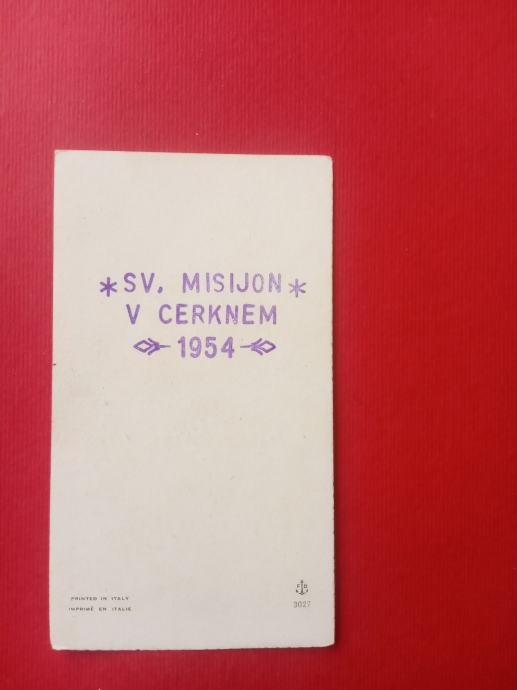 *SV. MISIJON*
V CERKNEM
1954
PRINTED IN ITALY
IMPRIMÉ EN ITALIE
3027